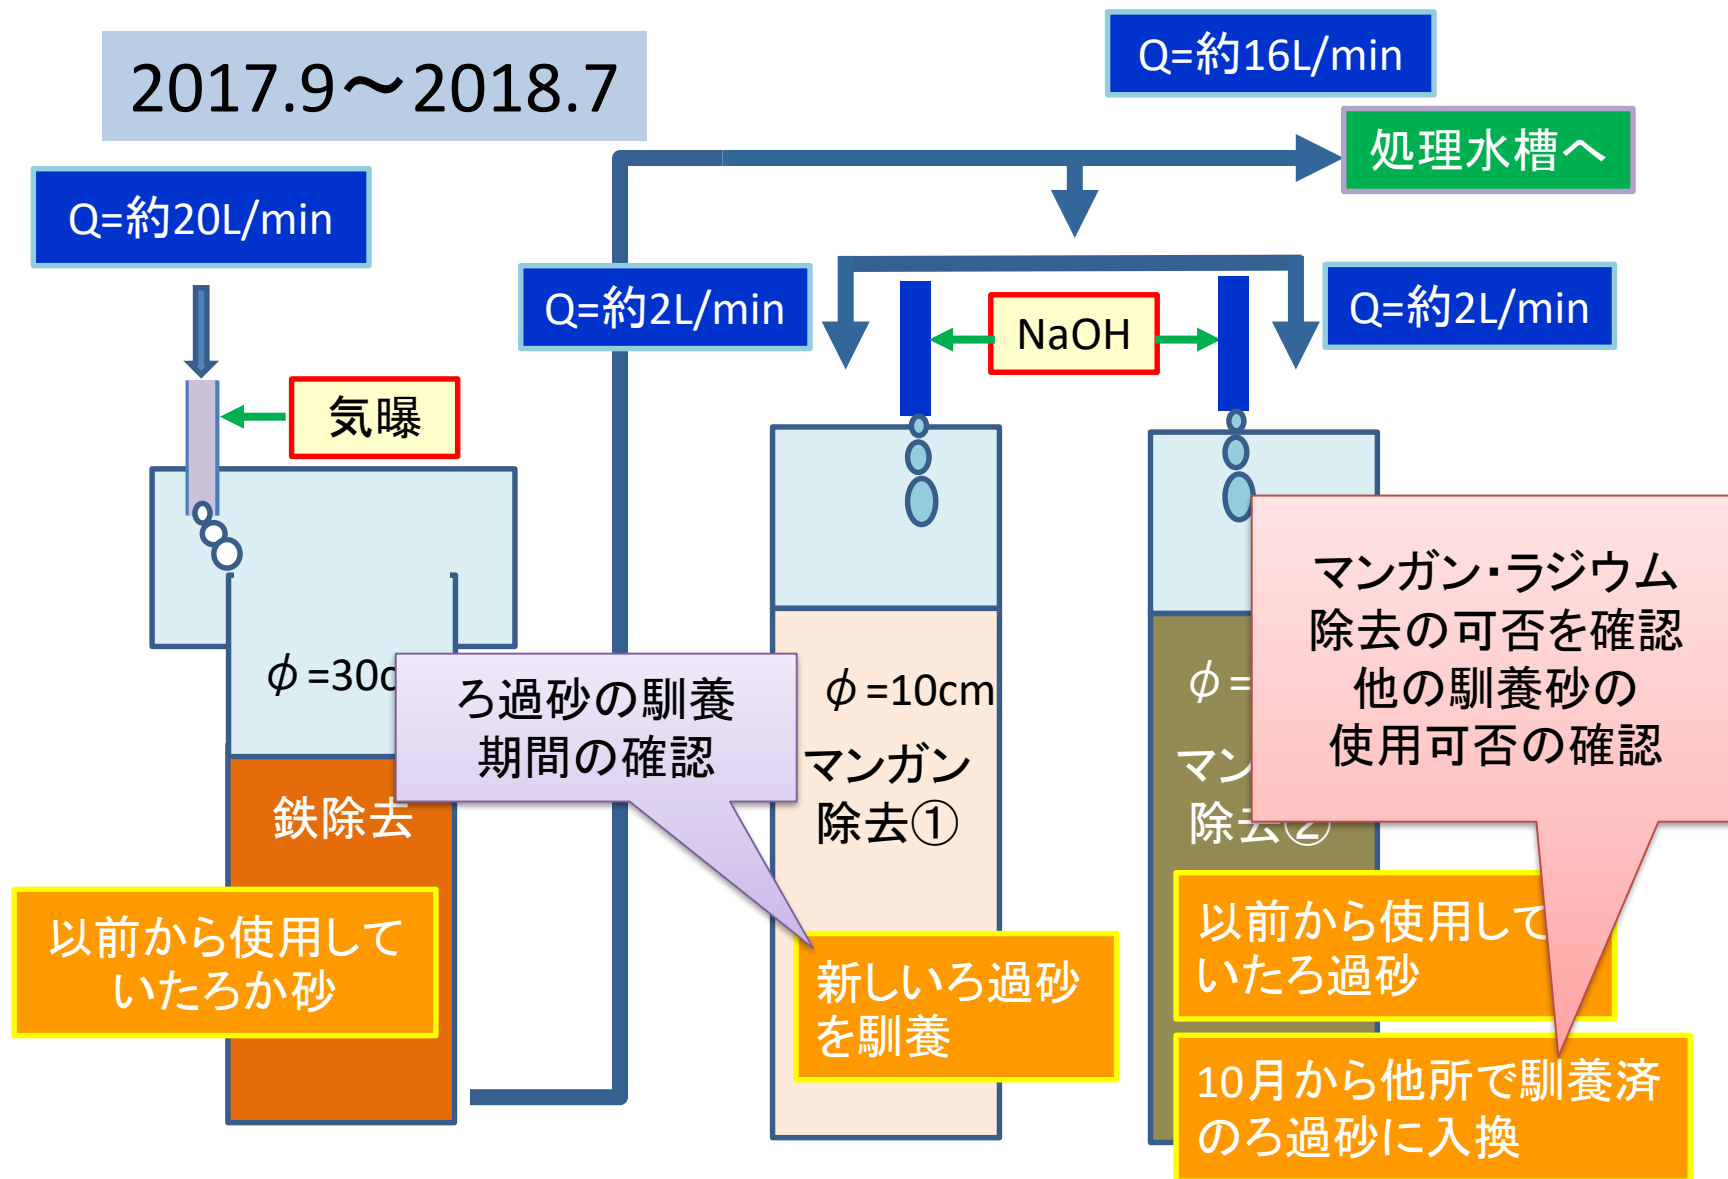 2017.9～2018.7
Q=約16L/min
処理水槽へ
Q=約20L/min
Q=約2L/min
NaOH
Q=約2L/min
気曝
φ=30c
鉄除去
以前から使用して
いたろか砂
ろ過砂の馴養
期間の確認
φ=10cm
マンガン
除去①
新しいろ過砂
を馴養
φ=
マン
除去②
マンガン・ラジウム
除去の可否を確認
他の馴養砂の
使用可否の確認
以前から使用して
いたろ過砂
10月から他所で馴養済
のろ過砂に入換